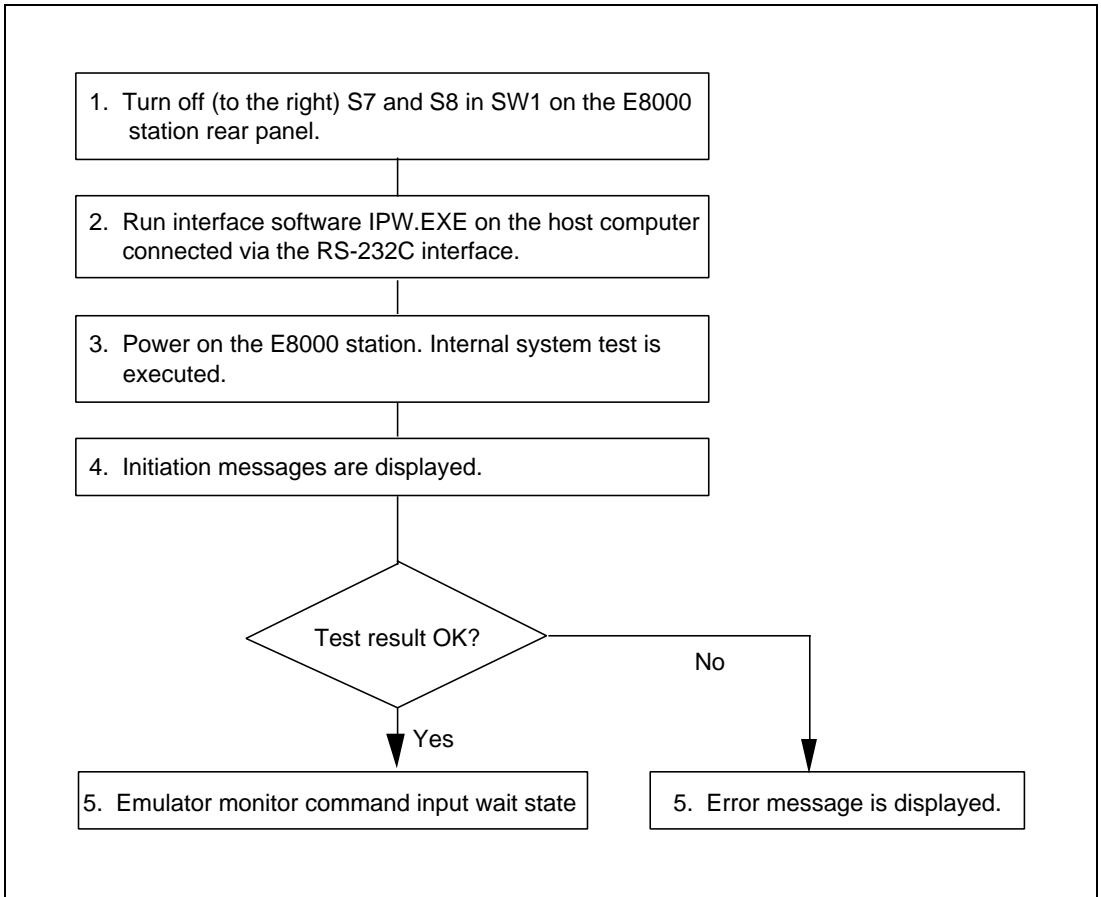 1. Turn off (to the right) S7 and S8 in SW1 on the E8000
station rear panel.
2. Run interface software IPW.EXE on the host computer
connected via the RS-232C interface.
3. Power on the E8000 station. Internal system test is
executed.
4. Initiation messages are displayed.
Test result OK?
No
Yes
5. Emulator monitor command input wait state
5. Error message is displayed.